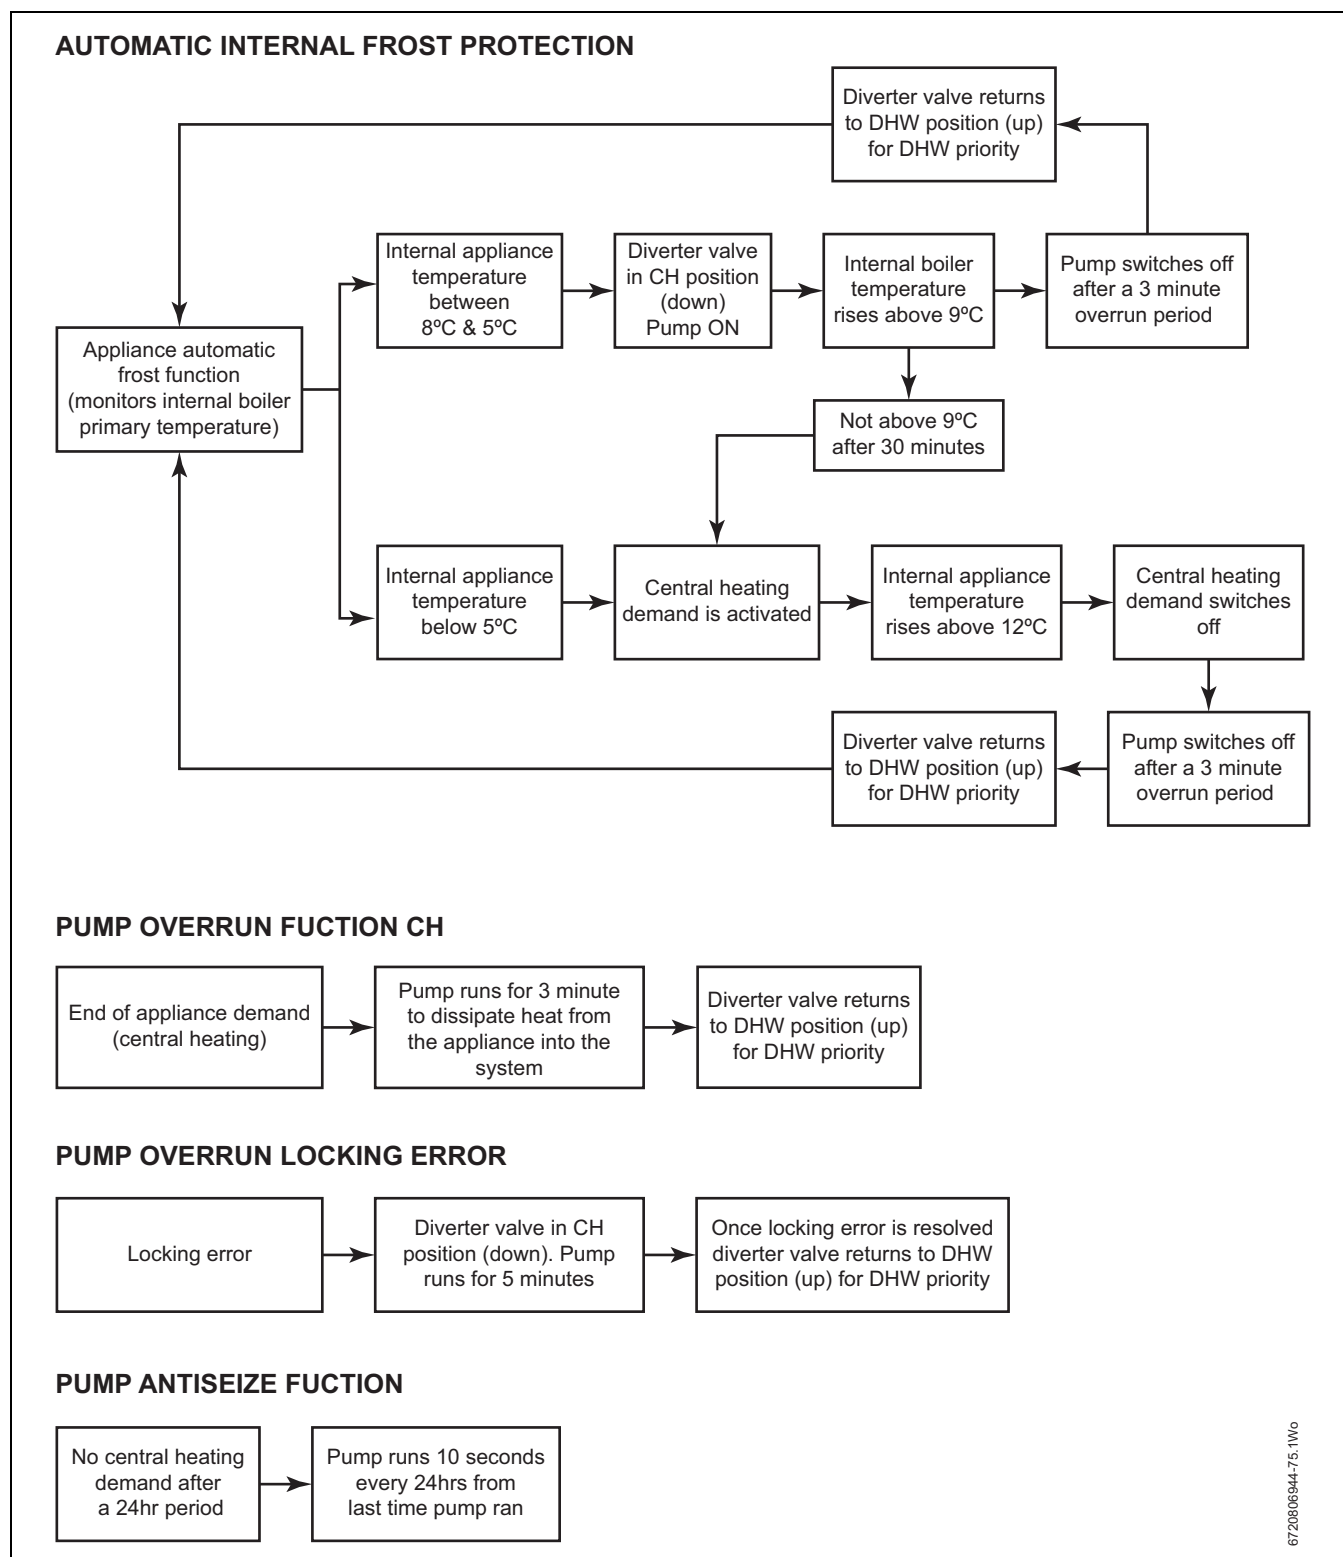 AUTOMATIC INTERNAL FROST PROTECTION
Diverter valve returns
to DHW position (up)
for DHW priority
Internal appliance
temperature
between
8ºC & 5ºC
Diverter valve
in CH position
(down)
Pump ON
Internal boiler
temperature
rises above 9ºC
Pump switches off
after a 3 minute
overrun period
Appliance automatic
frost function
(monitors internal boiler
primary temperature)
Not above 9ºC
after 30 minutes
Internal appliance
temperature
below 5ºC
Central heating
demand is activated
Internal appliance
temperature
rises above 12ºC
Central heating
demand switches
off
Diverter valve returns
to DHW position (up)
for DHW priority
Pump switches off
after a 3 minute
overrun period
PUMP OVERRUN FUCTION CH
End of appliance demand
(central heating)
Pump runs for 3 minute
to dissipate heat from
the appliance into the
system
Diverter valve returns
to DHW position (up)
for DHW priority
PUMP OVERRUN LOCKING ERROR
Locking error
Diverter valve in CH
position (down). Pump
runs for 5 minutes
Once locking error is resolved
diverter valve returns to DHW
position (up) for DHW priority
PUMP ANTISEIZE FUCTION
No central heating
demand after
a 24hr period
Pump runs 10 seconds
every 24hrs from
last time pump ran
6720806944-75.1Wo